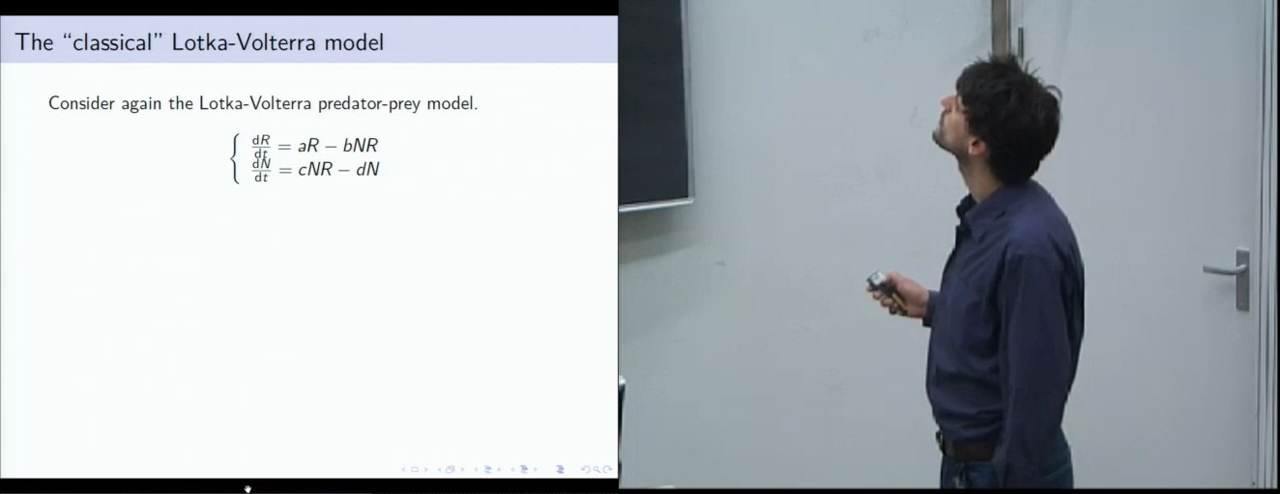 The “classical” Lotka-Volterra model
Consider again the Lotka-Volterra predator-prey model.
dR/dt = aR − bNR
dN/dt = cNR − dN